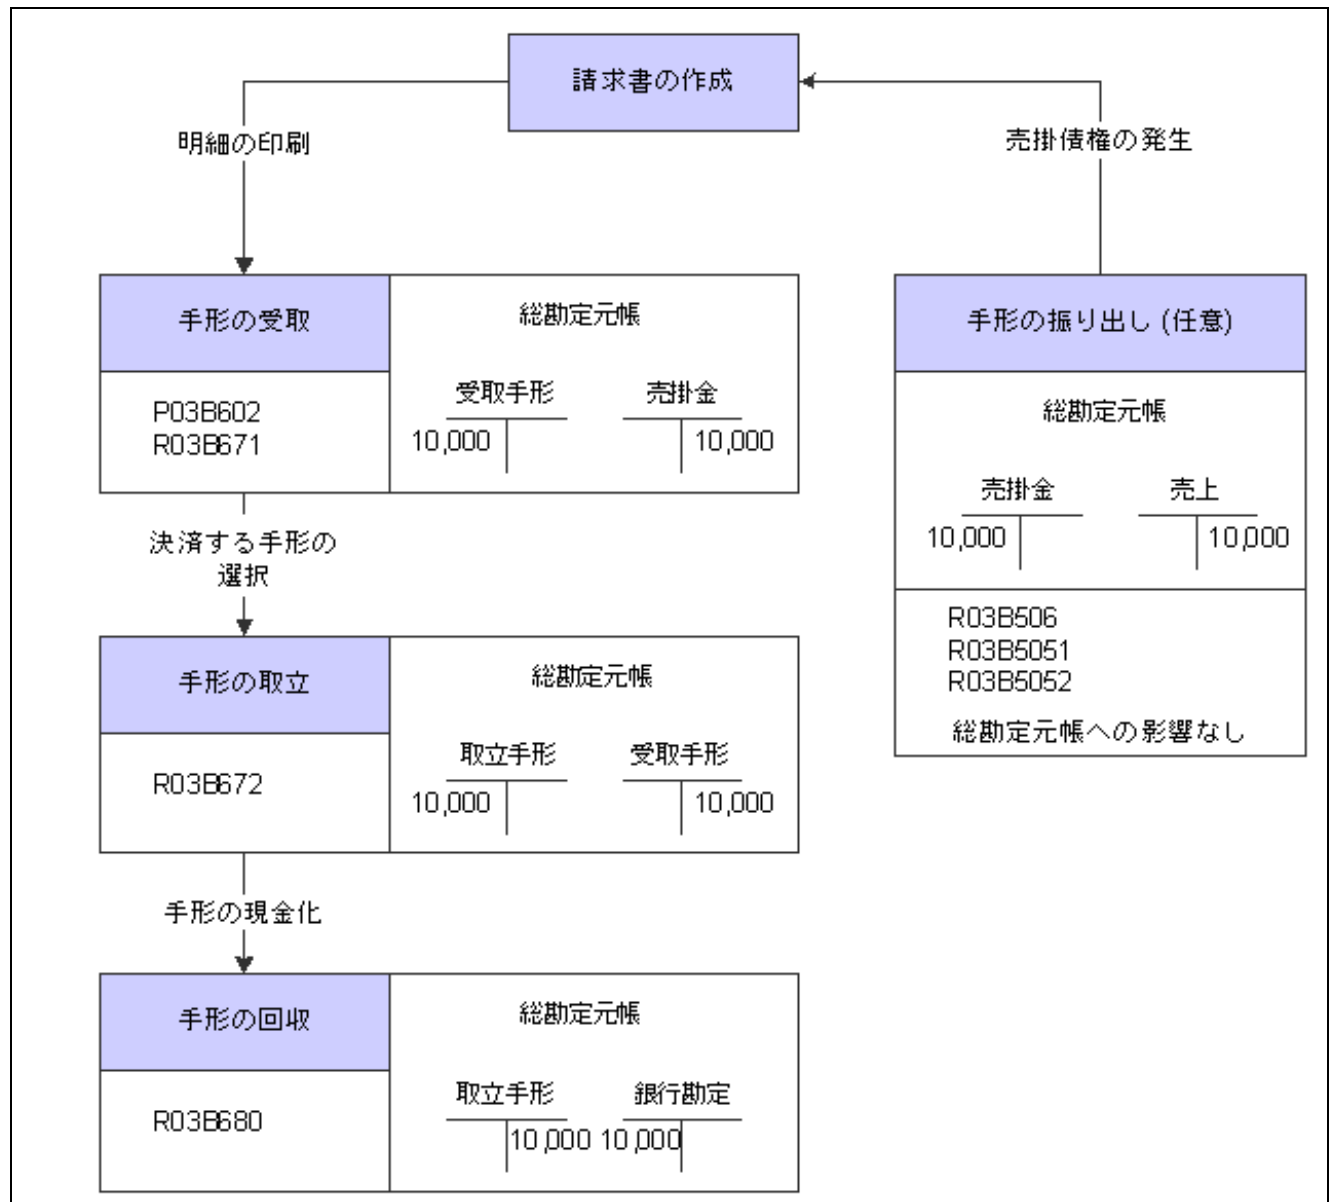 請求書の作成
明細の印刷
売掛債権の発生
手形の受取
総勘定元帳
P03B602
R03B671
受取手形
売掛金
10,000
10,000
決済する手形の
選択
手形の取立
総勘定元帳
R03B672
取立手形
受取手形
10,000
10,000
手形の現金化
手形の回収
総勘定元帳
R03B680
取立手形
銀行勘定
10,000
10,000
手形の振り出し (任意)
総勘定元帳
売掛金
売上
10,000
10,000
R03B506
R03B5051
R03B5052
総勘定元帳への影響なし